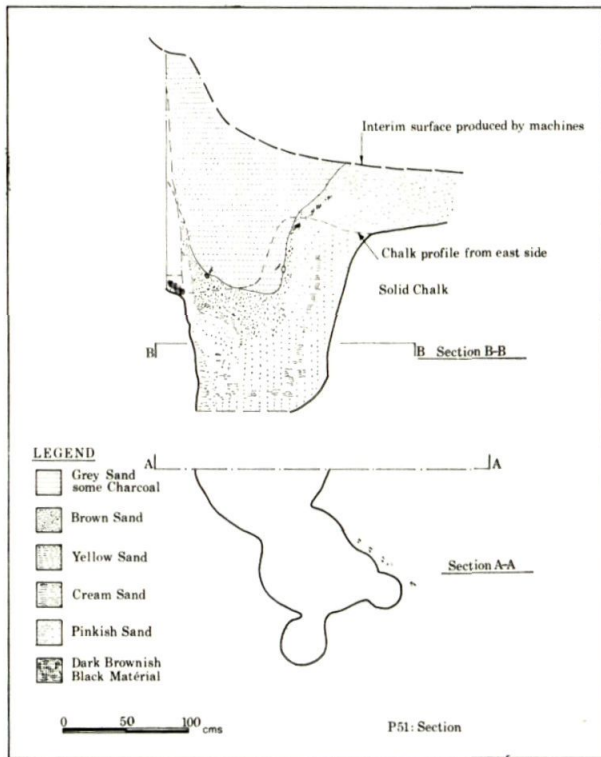 Interim surface produced by machines
Chalk profile from east side
Solid Chalk
B
B Section B-B
LEGEND
A
A
Grey Sand
some Charcoal
Brown Sand
Yellow Sand
Section A-A
Cream Sand
Pinkish Sand
Dark Brownish
Black Matérial
0 50 100 cms
P51: Section